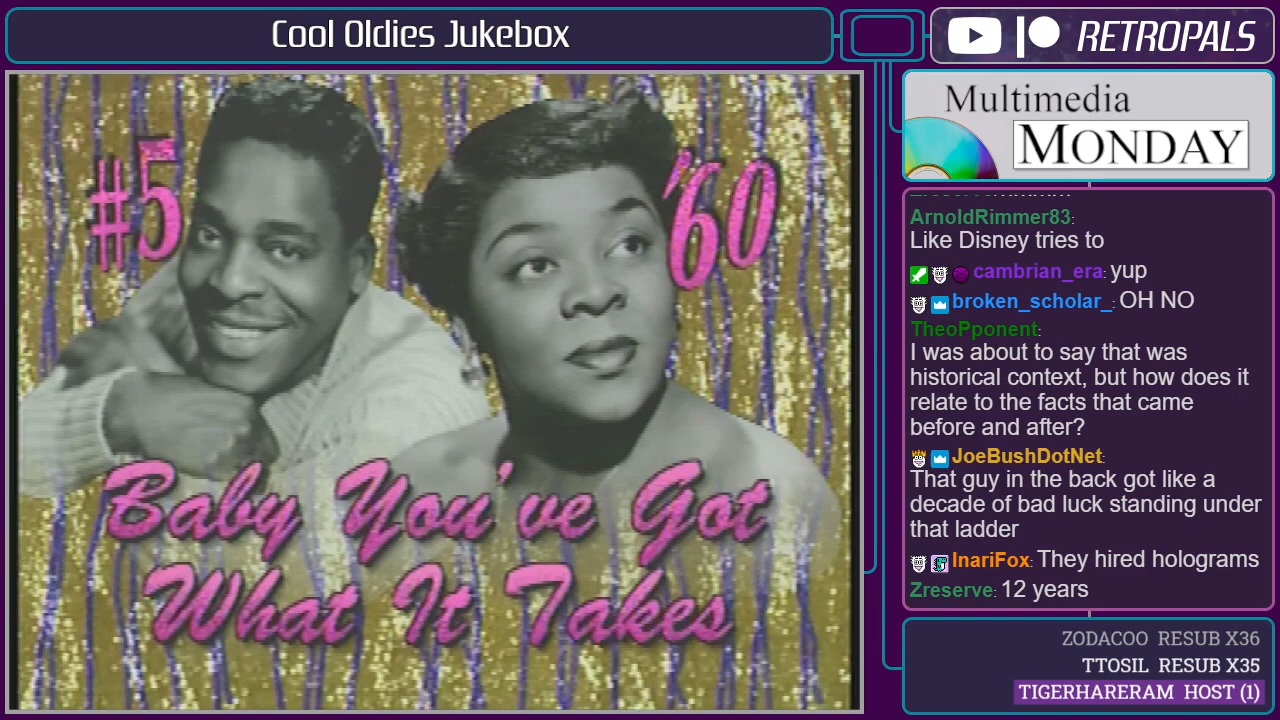 Cool Oldies Jukebox
RETROPALS
Multimedia
MONDAY
#5
'60
Baby You've Got
What It Takes
ArnoldRimmer83:
Like Disney tries to
cambrian_era: yup
broken_scholar_: OH NO
TheoPponent:
I was about to say that was
historical context, but how does it
relate to the facts that came
before and after?
JoeBushDotNet:
That guy in the back got like a
decade of bad luck standing under
that ladder
InariFox: They hired holograms
Zreserve: 12 years
ZODACOO RESUB X36
TTOSIL RESUB X35
TIGERHARERAM HOST (1)